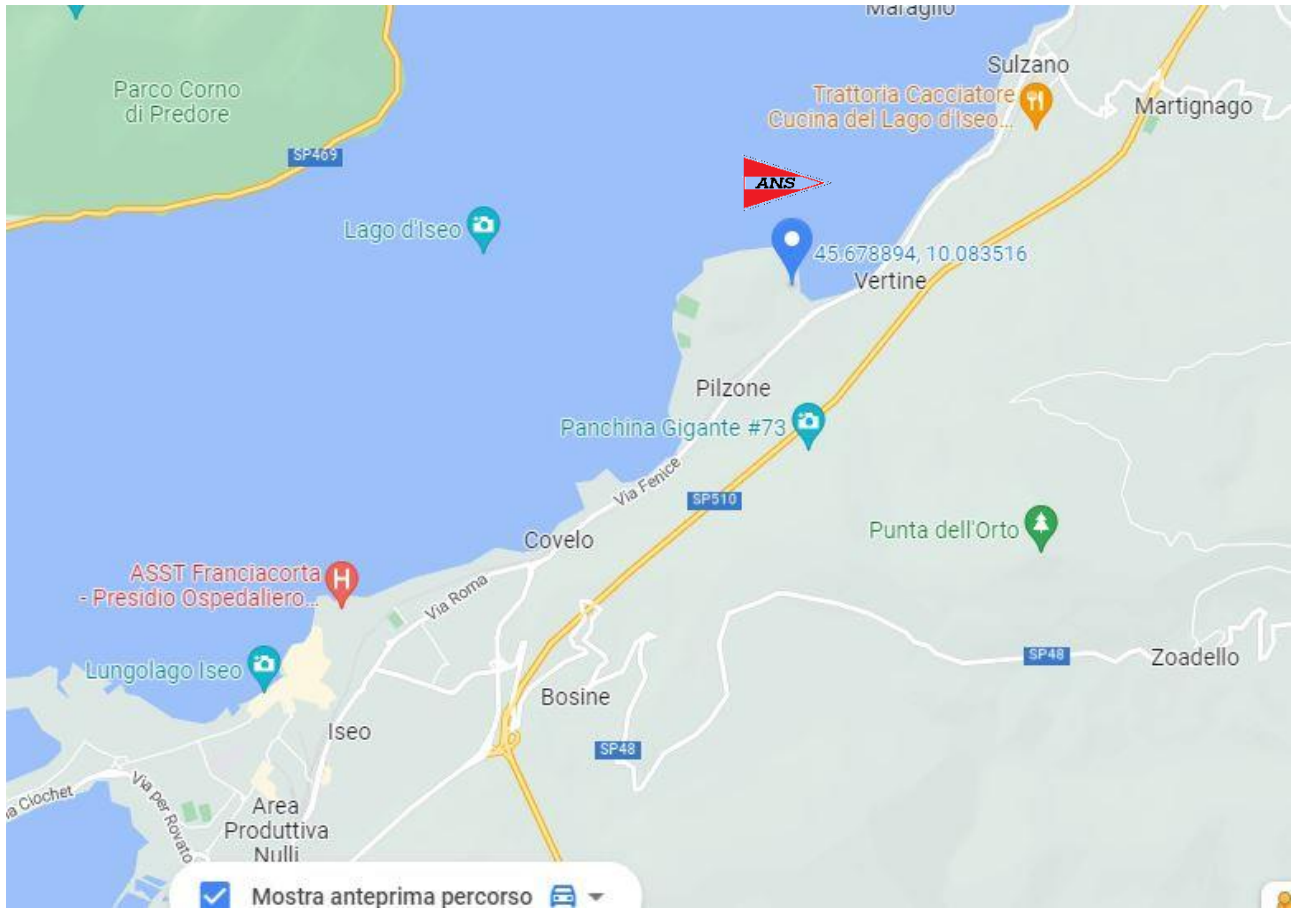 Maraglio
Sulzano
Parco Corno
di Predore
Trattoria Cacciatore
Cucina del Lago d'Iseo...
Martignago
SP469
ANS
Lago d'Iseo
45.678894, 10.083516
Vertine
Pilzone
Panchina Gigante #73
Via Fenice
SP510
Punta dell'Orto
Covelo
ASST Franciacorta
- Presidio Ospedaliero...
H
Via Roma
Lungolago Iseo
SP48
Zoadello
Bosine
Iseo
SP48
Via per Rovato
Ciochet
Area
Produttiva
Nulli
Mostra anteprima percorso